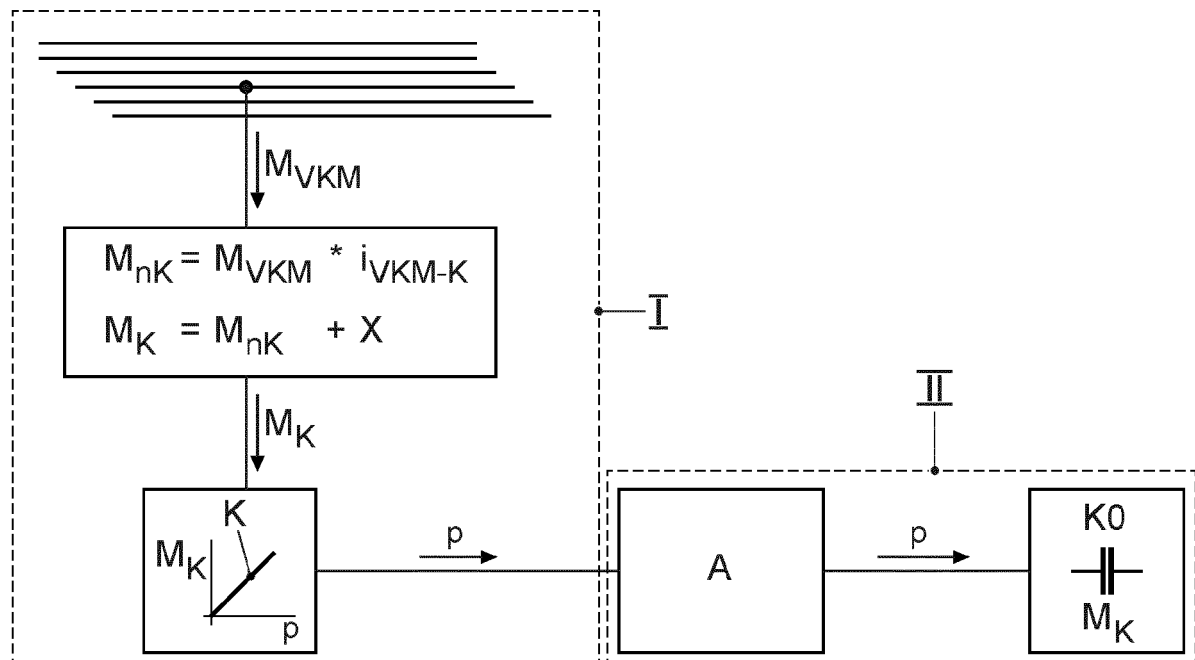 M_VKM
M_nK = M_VKM * i_VKM-K
M_K = M_nK + X
I
II
M_K
K
M_K
p
p
A
p
K0
M_K